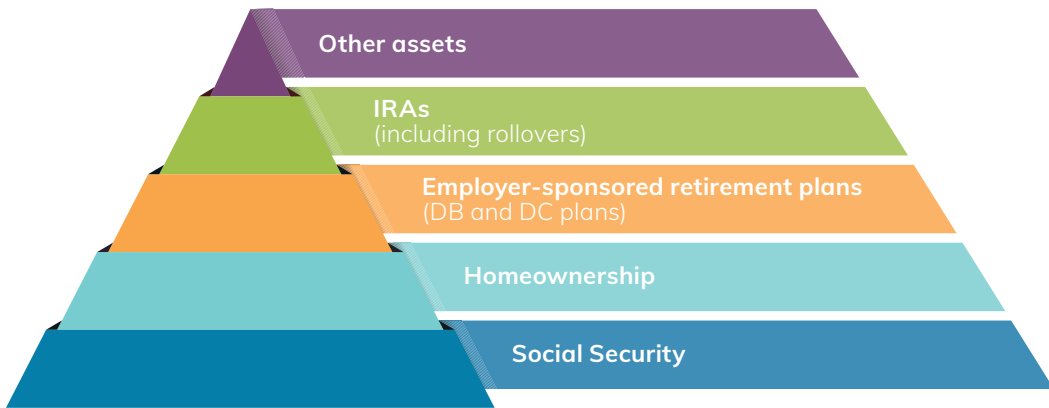 Other assets
IRAs
(including rollovers)
Employer-sponsored retirement plans
(DB and DC plans)
Homeownership
Social Security